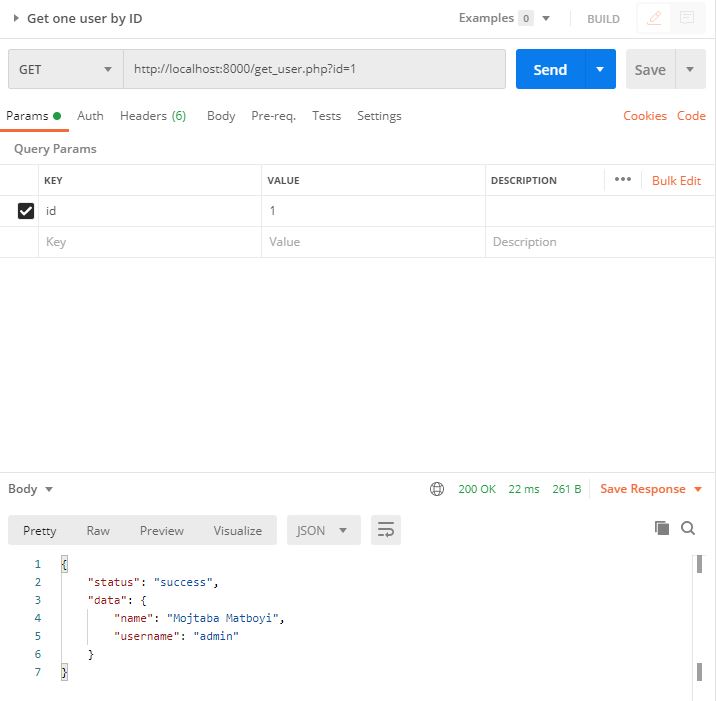 Get one user by ID Examples 0 BUILD
GET http://localhost:8000/get_user.php?id=1 Send Save
Params Auth Headers (6) Body Pre-req. Tests Settings Cookies Code
Query Params
KEY VALUE DESCRIPTION ••• Bulk Edit
id 1
Key Value Description
Body 200 OK 22 ms 261 B Save Response
Pretty Raw Preview Visualize JSON
1 {
2 "status": "success",
3 "data": {
4 "name": "Mojtaba Matboyi",
5 "username": "admin"
6 }
7 }